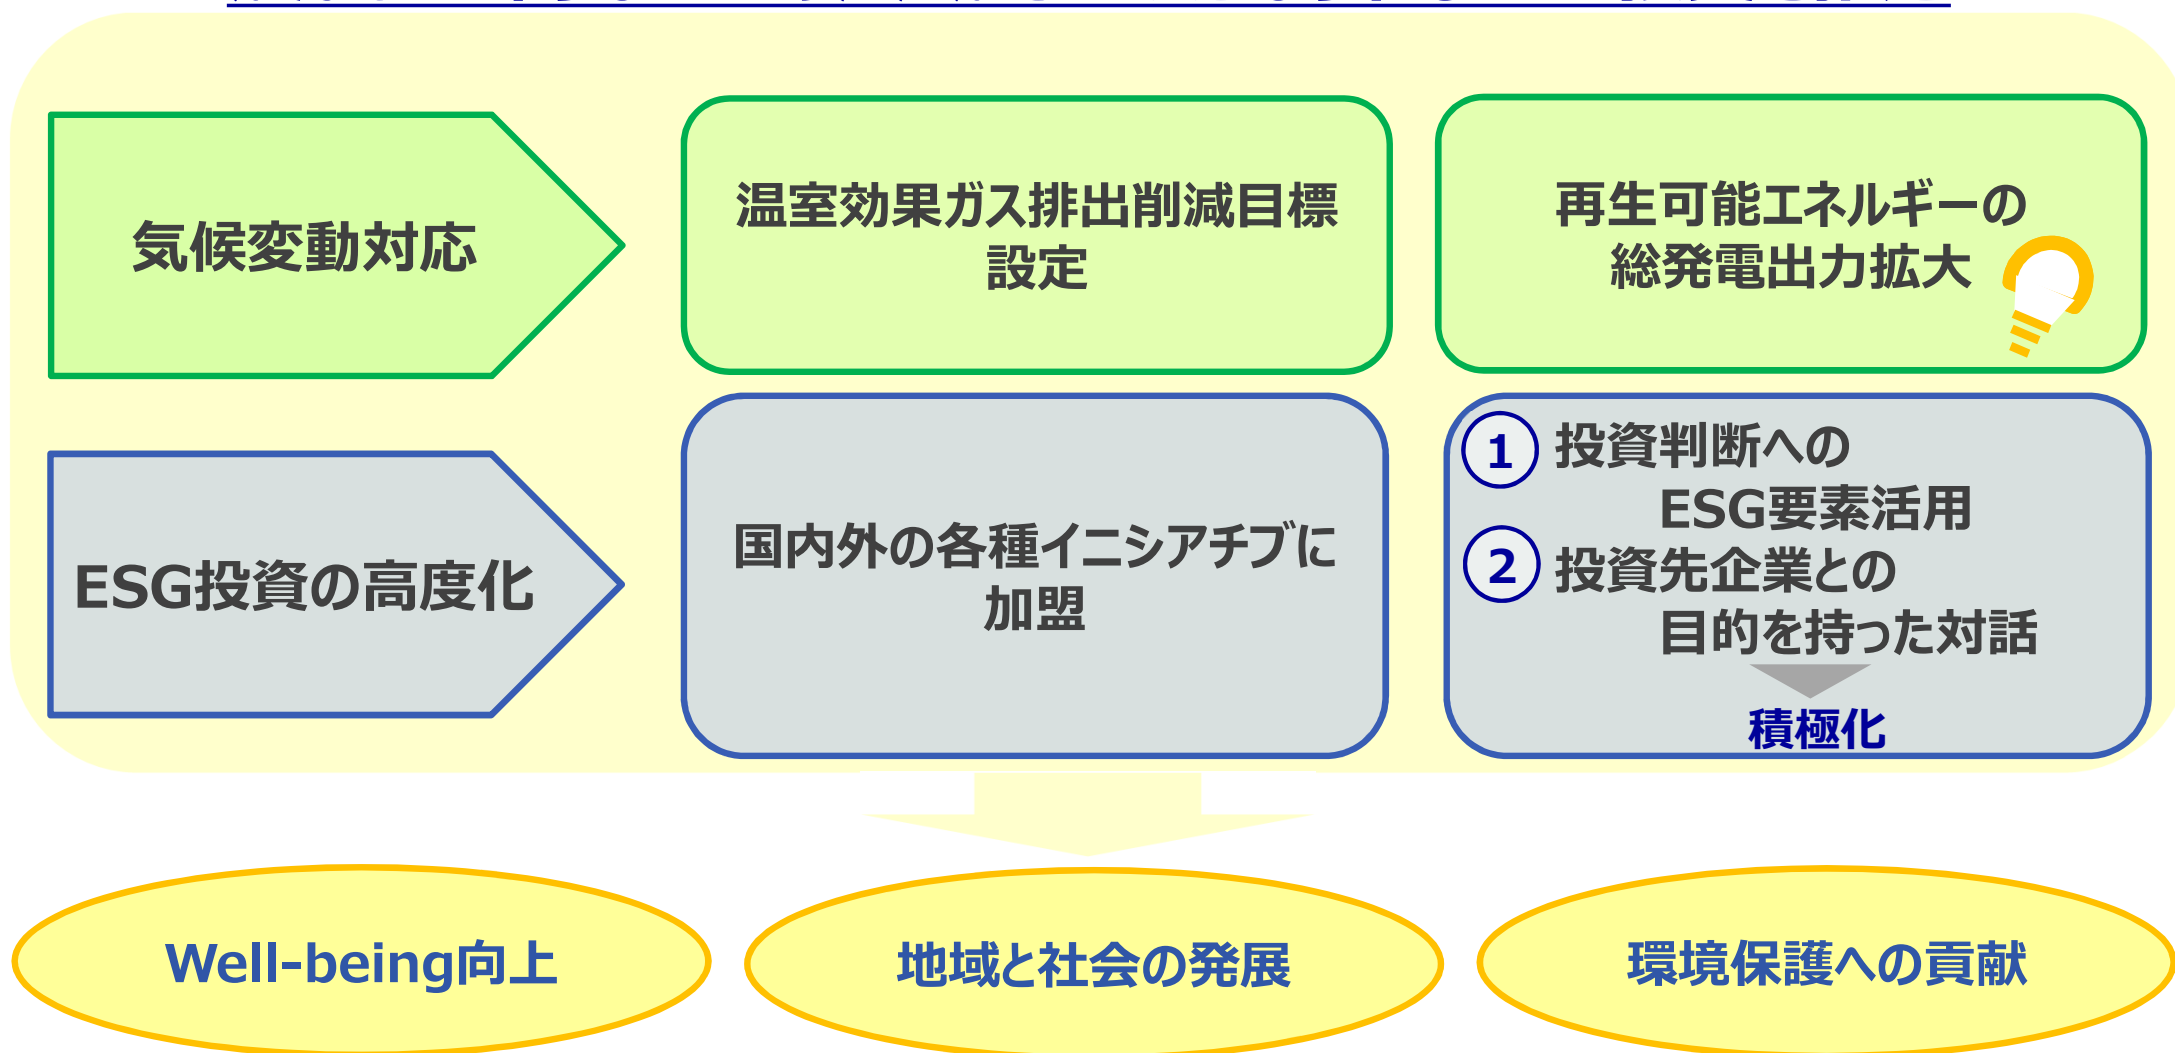 気候変動対応
温室効果ガス排出削減目標
設定
再生可能エネルギーの
総発電出力拡大
ESG投資の高度化
国内外の各種イニシアチブに
加盟
1 投資判断への
ESG要素活用
2 投資先企業との
目的を持った対話
積極化
Well-being向上
地域と社会の発展
環境保護への貢献